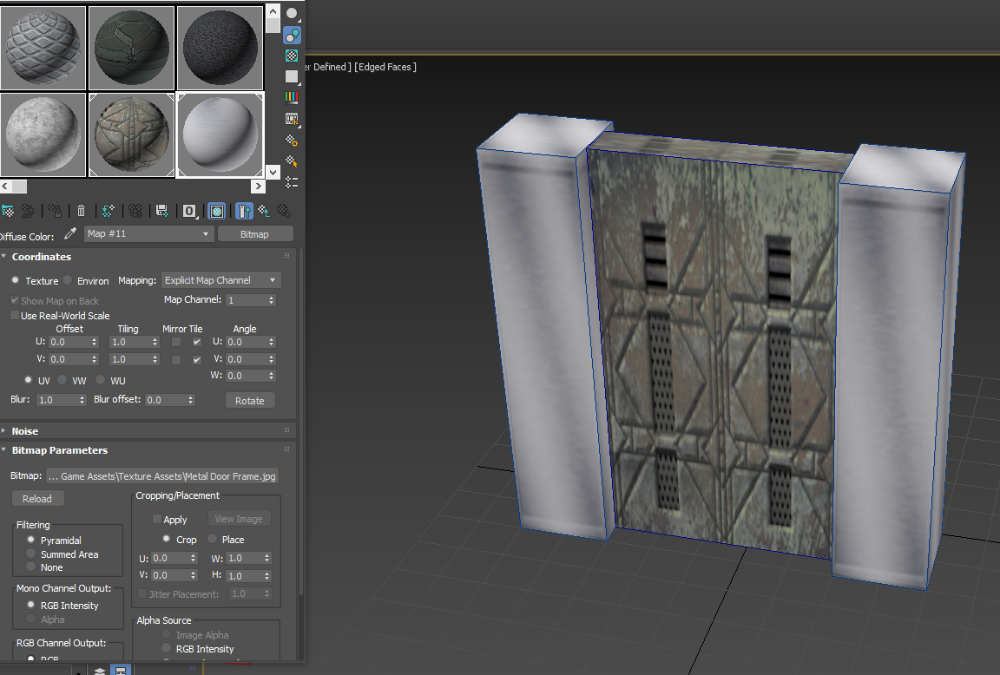 er Defined ] [Edged Faces ]
0
Diffuse Color: Map #11 Bitmap
Coordinates
Texture Environ Mapping: Explicit Map Channel
Show Map on Back Map Channel: 1
Use Real-World Scale
Offset Tiling Mirror Tile Angle
U: 0.0 1.0 U: 0.0
V: 0.0 1.0 V: 0.0
W: 0.0
UV VW WU
Blur: 1.0 Blur offset: 0.0 Rotate
Noise
Bitmap Parameters
Bitmap: ... Game Assets\Texture Assets\Metal Door Frame.jpg
Reload
Cropping/Placement
Apply View Image
Crop Place
U: 0.0 W: 1.0
V: 0.0 H: 1.0
Jitter Placement: 1.0
Filtering
Pyramidal
Summed Area
None
Mono Channel Output:
RGB Intensity
Alpha
Alpha Source
Image Alpha
RGB Intensity
RGB Channel Output:
RGB